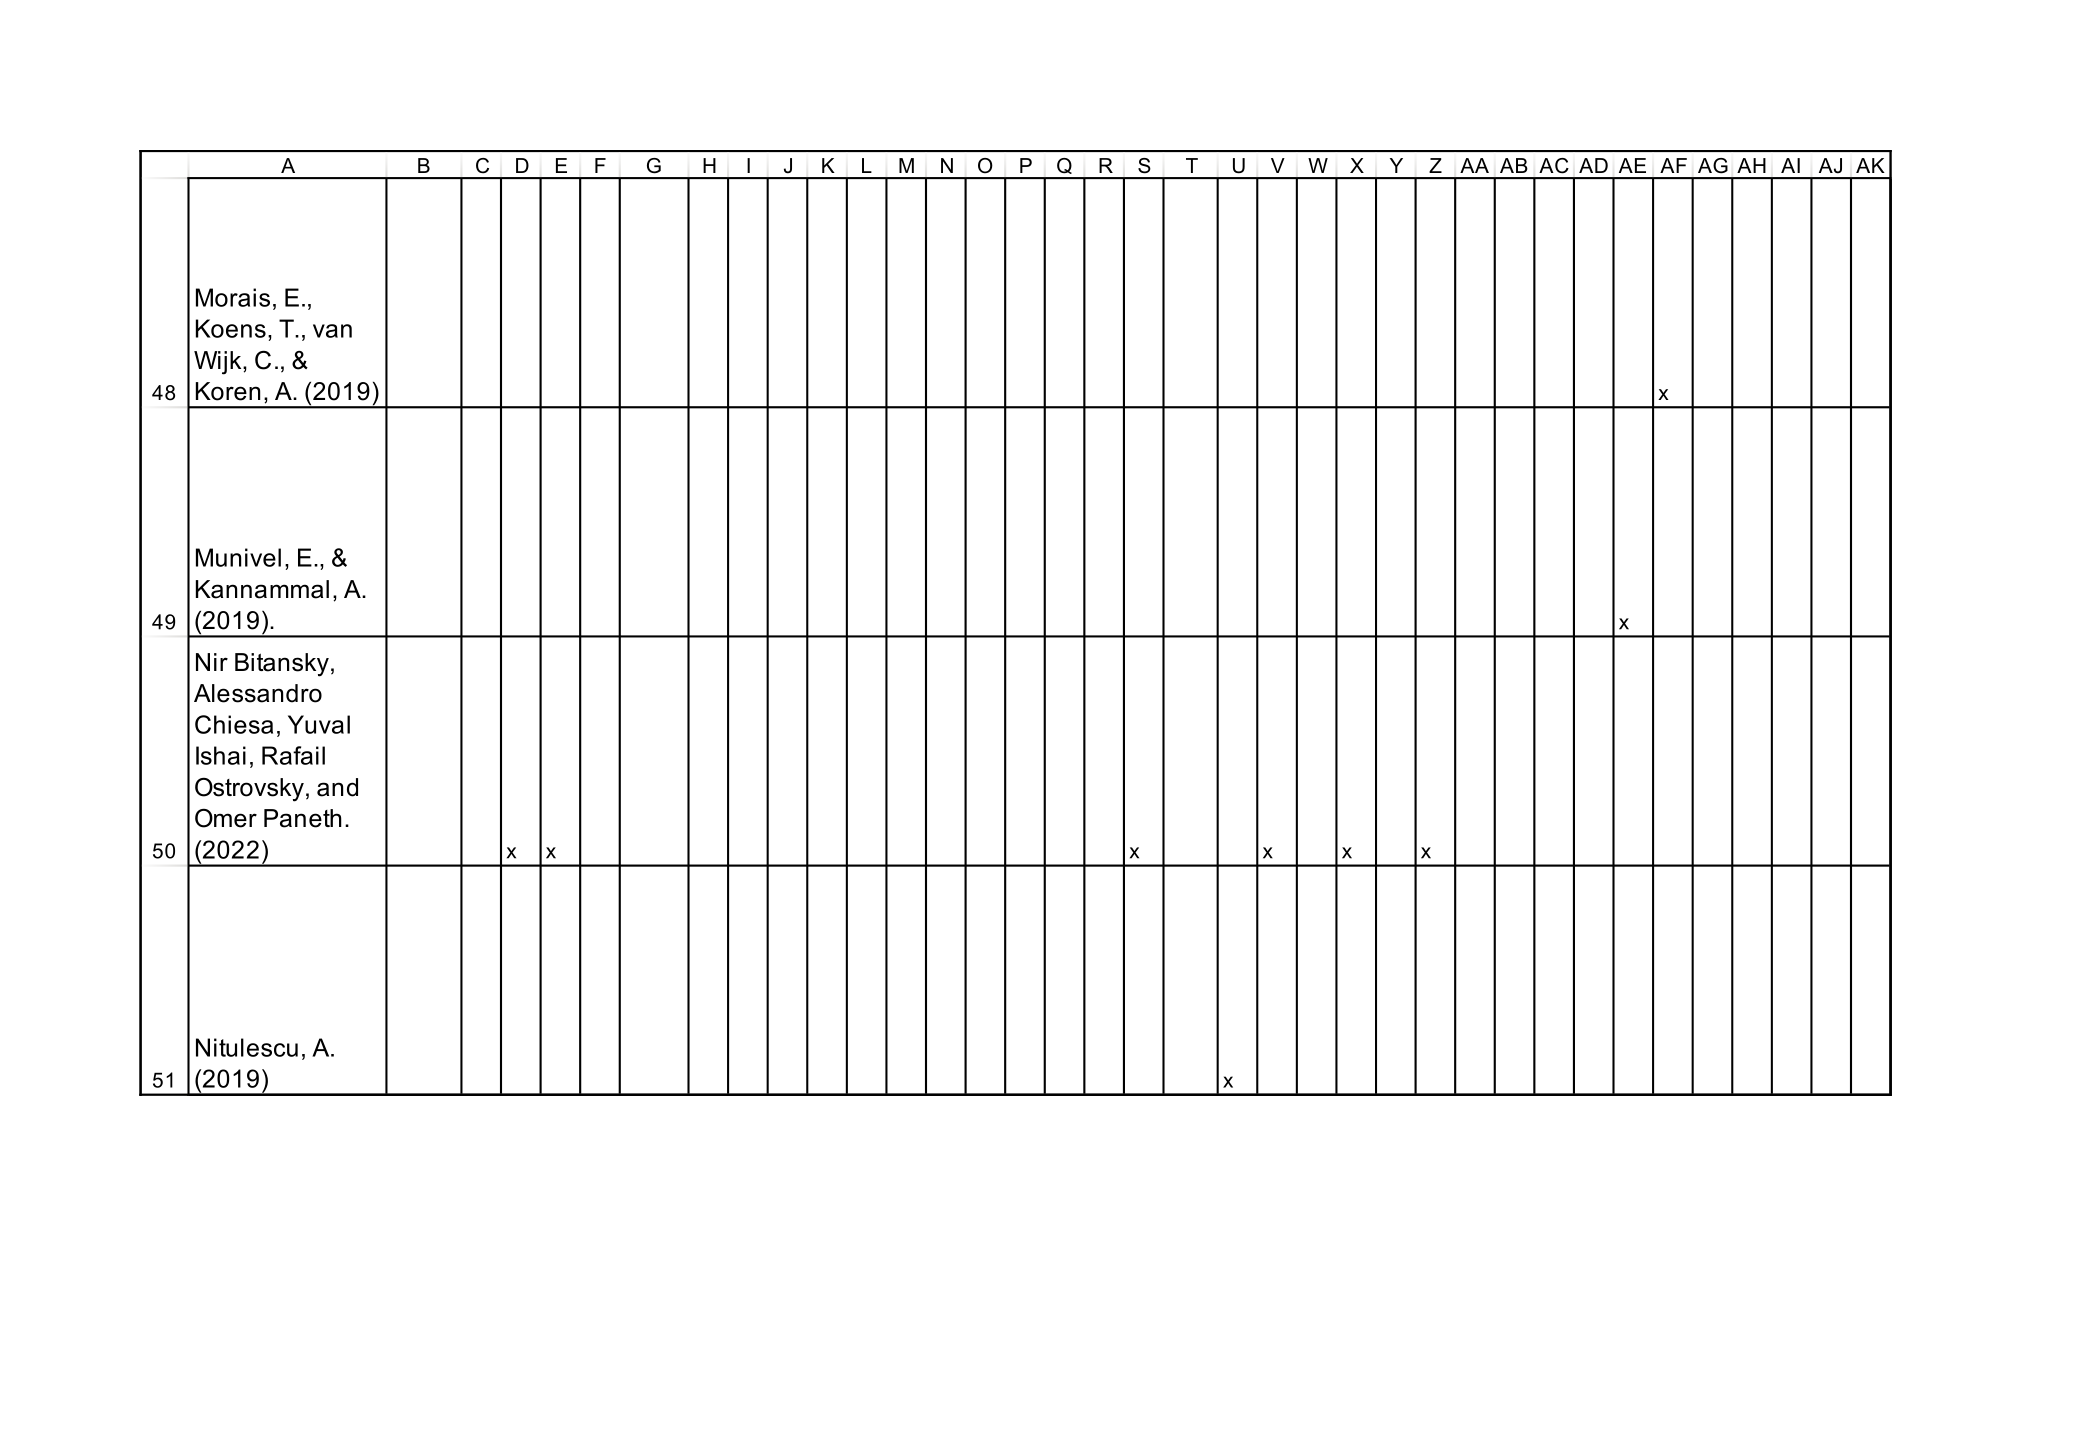 A B C D E F G H I J K L M N O P Q R S T U V W X Y Z AA AB AC AD AE AF AG AH AI AJ AK
Morais, E.,
Koens, T., van
Wijk, C., &
48 Koren, A. (2019) x
Munivel, E., &
Kannammal, A.
49 (2019). x
Nir Bitansky,
Alessandro
Chiesa, Yuval
Ishai, Rafail
Ostrovsky, and
Omer Paneth.
50 (2022) x x x x x x
Nitulescu, A.
51 (2019) x